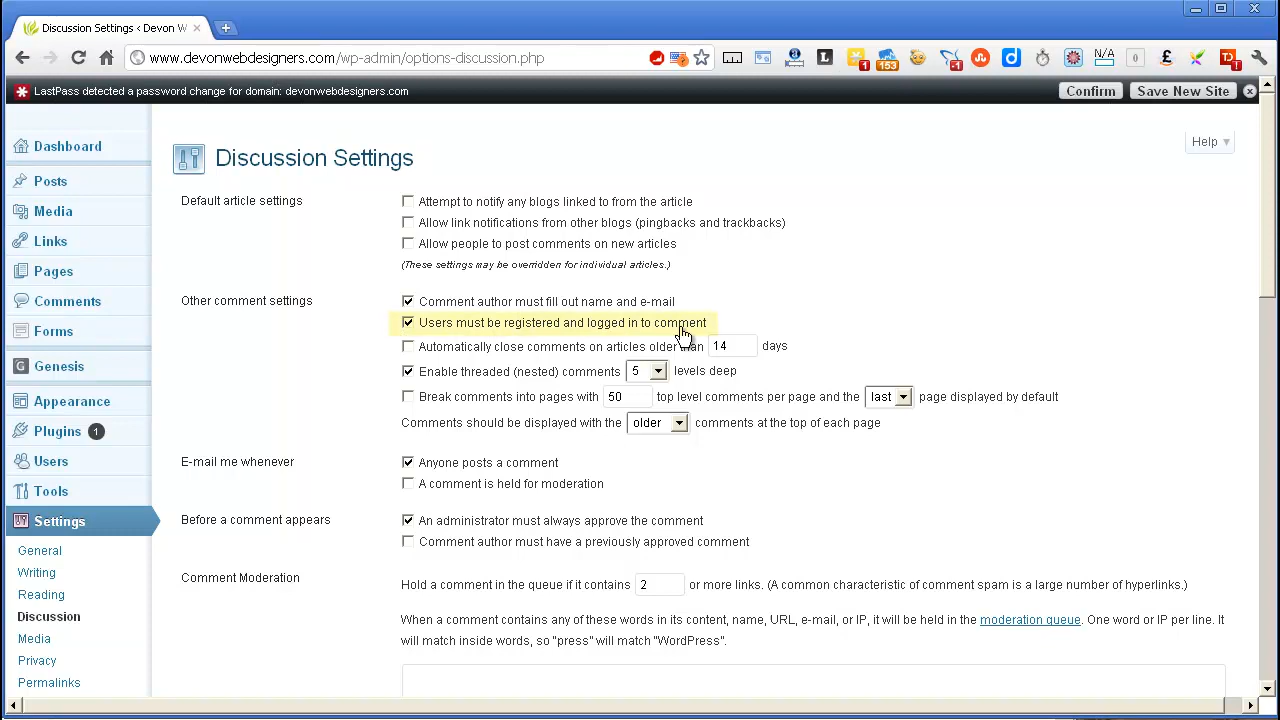 Discussion Settings ‹ Devon W
www.devonwebdesigners.com/wp-admin/options-discussion.php
L
-1
153
-1
d
N/A
0
£
TD
1
LastPass detected a password change for domain: devonwebdesigners.com
Confirm
Save New Site
Dashboard
Posts
Media
Links
Pages
Comments
Forms
Genesis
Appearance
Plugins 1
Users
Tools
Settings
General
Writing
Reading
Discussion
Media
Privacy
Permalinks
Help
Discussion Settings
Default article settings
Attempt to notify any blogs linked to from the article
Allow link notifications from other blogs (pingbacks and trackbacks)
Allow people to post comments on new articles
(These settings may be overridden for individual articles.)
Other comment settings
Comment author must fill out name and e-mail
Users must be registered and logged in to comment
Automatically close comments on articles older than 14 days
Enable threaded (nested) comments 5 levels deep
Break comments into pages with 50 top level comments per page and the last page displayed by default
Comments should be displayed with the older comments at the top of each page
E-mail me whenever
Anyone posts a comment
A comment is held for moderation
Before a comment appears
An administrator must always approve the comment
Comment author must have a previously approved comment
Comment Moderation
Hold a comment in the queue if it contains 2 or more links. (A common characteristic of comment spam is a large number of hyperlinks.)
When a comment contains any of these words in its content, name, URL, e-mail, or IP, it will be held in the moderation queue. One word or IP per line. It
will match inside words, so "press" will match "WordPress".